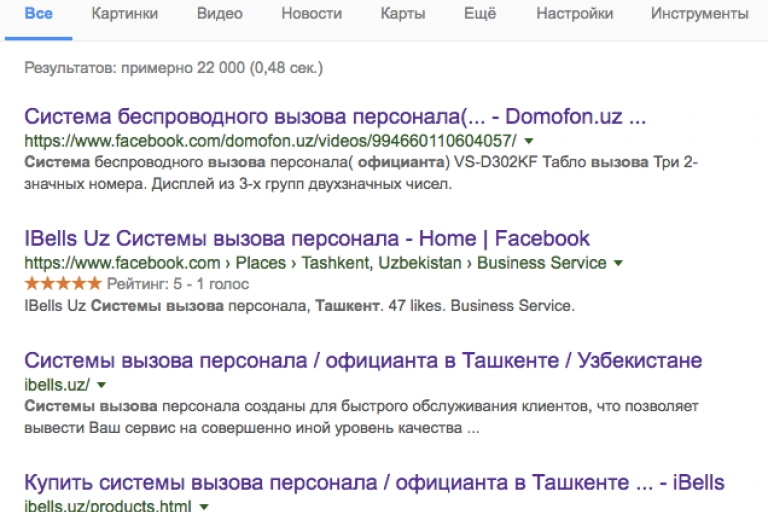 Все Картинки Видео Новости Карты Ещё Настройки Инструменты
Результатов: примерно 22 000 (0,48 сек.)
Система беспроводного вызова персонала(... - Domofon.uz ...
https://www.facebook.com/domofon.uz/videos/994660110604057/
Система беспроводного вызова персонала( официанта) VS-D302KF Табло вызова Три 2-
значных номера. Дисплей из 3-х групп двухзначных чисел.
IBells Uz Системы вызова персонала - Home | Facebook
https://www.facebook.com › Places › Tashkent, Uzbekistan › Business Service
Рейтинг: 5 - 1 голос
IBells Uz Системы вызова персонала, Ташкент. 47 likes. Business Service.
Системы вызова персонала / официанта в Ташкенте / Узбекистане
ibells.uz/
Системы вызова персонала созданы для быстрого обслуживания клиентов, что позволяет
вывести Ваш сервис на совершенно иной уровень качества ...
Купить системы вызова персонала / официанта в Ташкенте ... - iBells
ibells.uz/products.html